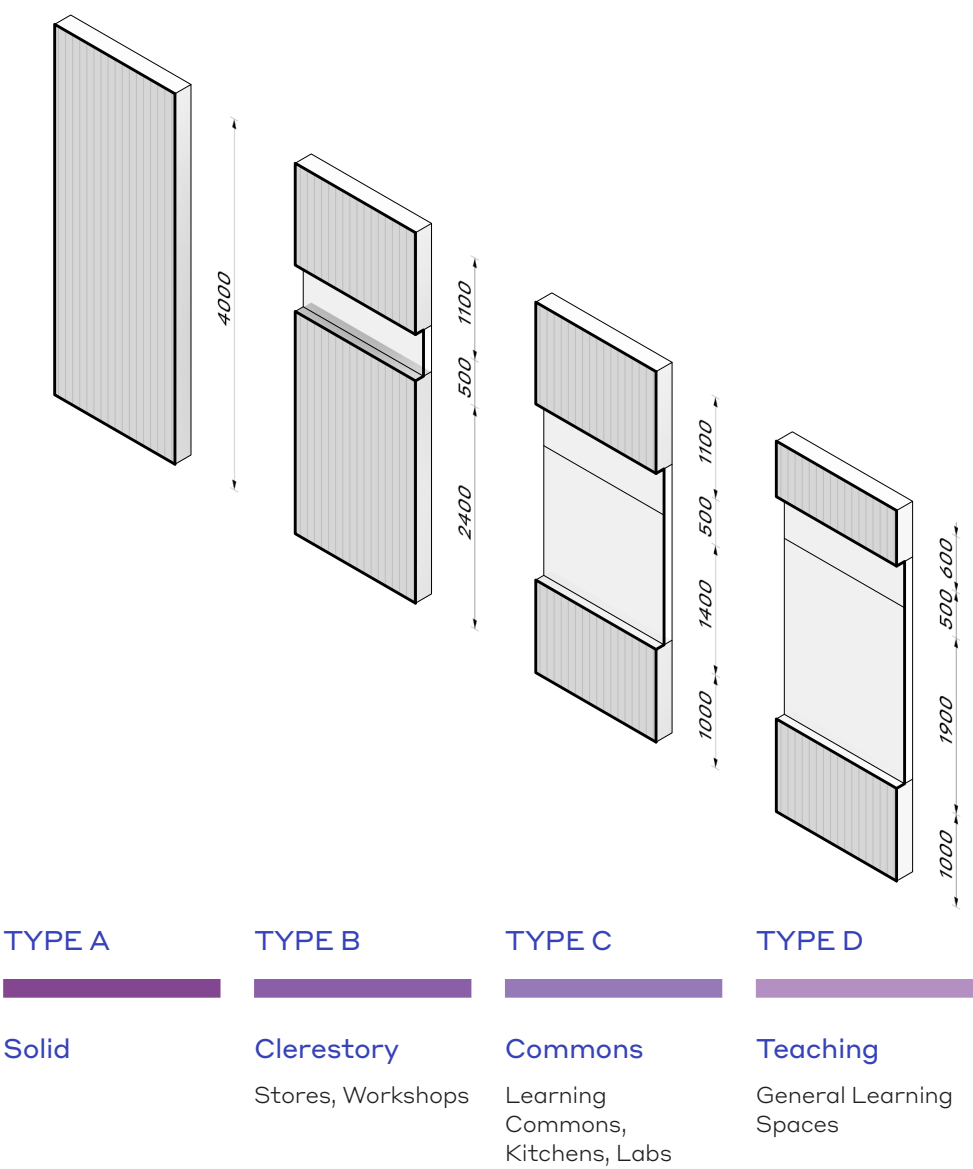 4000
1100
500
2400
1100
500
1400
1000
600
500
1900
1000
TYPE A
TYPE B
TYPE C
TYPE D
Solid
Clerestory
Stores, Workshops
Commons
Learning
Commons,
Kitchens, Labs
Teaching
General Learning
Spaces